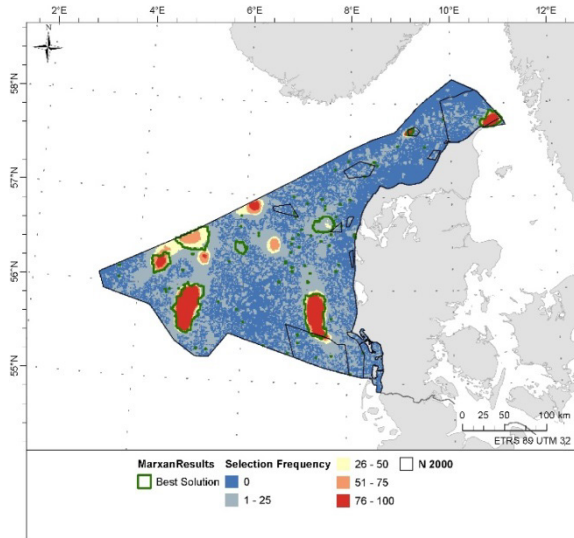 2°E 4°E 6°E 8°E 10°E 12°E
N
58°N
57°N
56°N
55°N
0 25 50 100 km
ETRS 89 UTM 32
MarxanResults Selection Frequency 26 - 50 N 2000
Best Solution 0 51 - 75
1 - 25 76 - 100